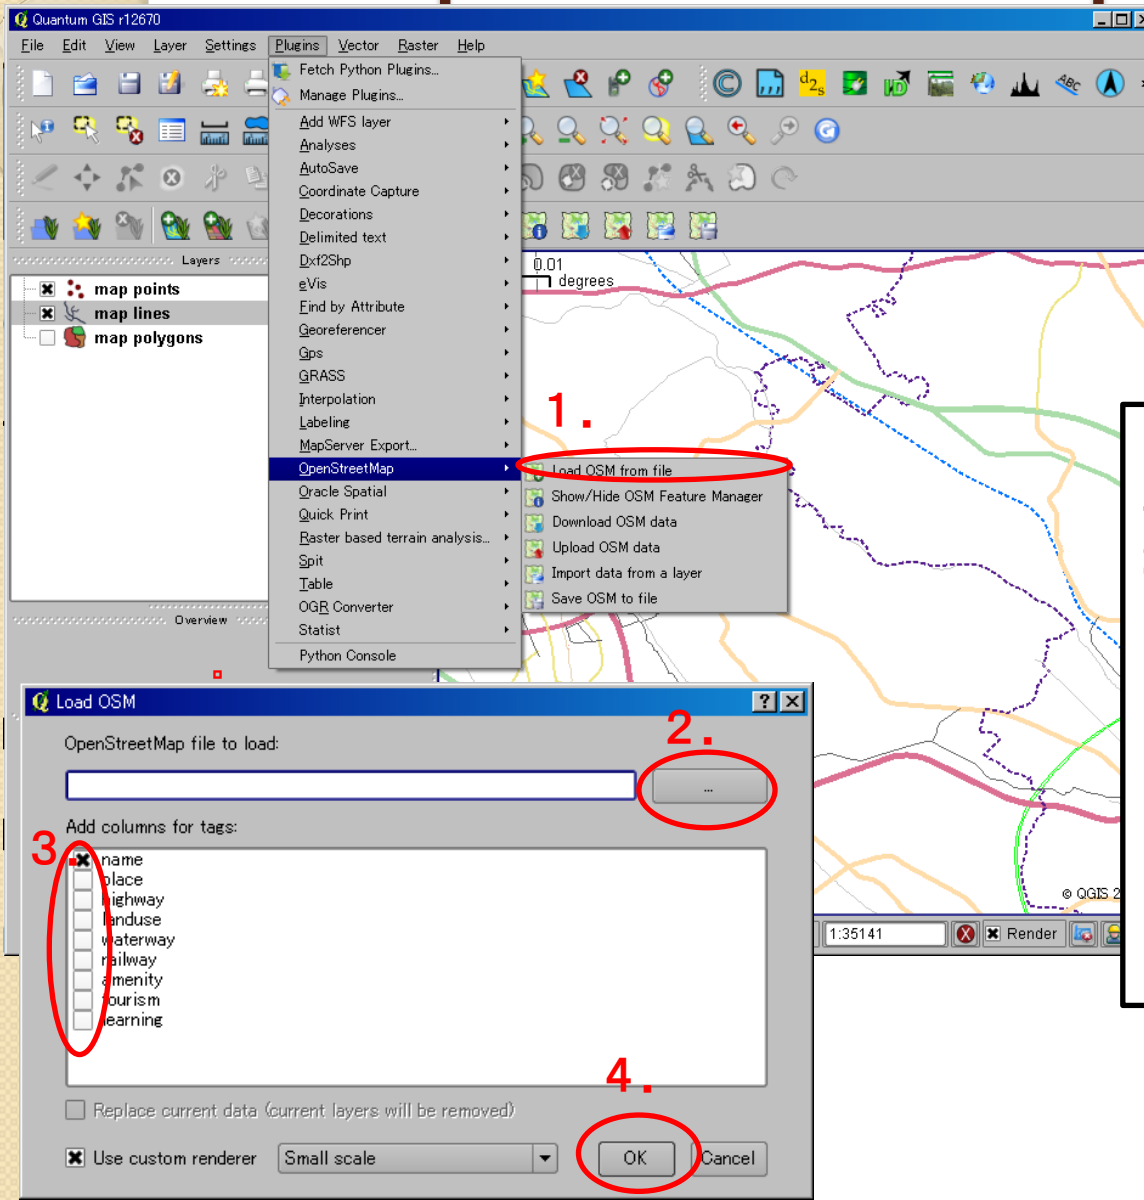 Quantum GIS r12670
File Edit View Layer Settings Plugins Vector Raster Help
Fetch Python Plugins...
Manage Plugins...
Add WFS layer
Analyses
AutoSave
Coordinate Capture
Decorations
Delimited text
Dxf2Shp
eVis
Find by Attribute
Georeferencer
Gps
GRASS
Interpolation
Labeling
MapServer Export...
OpenStreetMap
Oracle Spatial
Quick Print
Raster based terrain analysis...
Spit
Table
OGR Converter
Statist
Python Console
d2s
ABC
Layers
map points
map lines
map polygons
Overview
0.01
degrees
1.
Load OSM from file
Show/Hide OSM Feature Manager
Download OSM data
Upload OSM data
Import data from a layer
Save OSM to file
© QGIS 2
1:35141
Render
Load OSM
OpenStreetMap file to load:
2.
...
Add columns for tags:
3.
name
place
highway
landuse
waterway
railway
amenity
tourism
learning
4.
Replace current data (current layers will be removed)
Use custom renderer Small scale OK Cancel